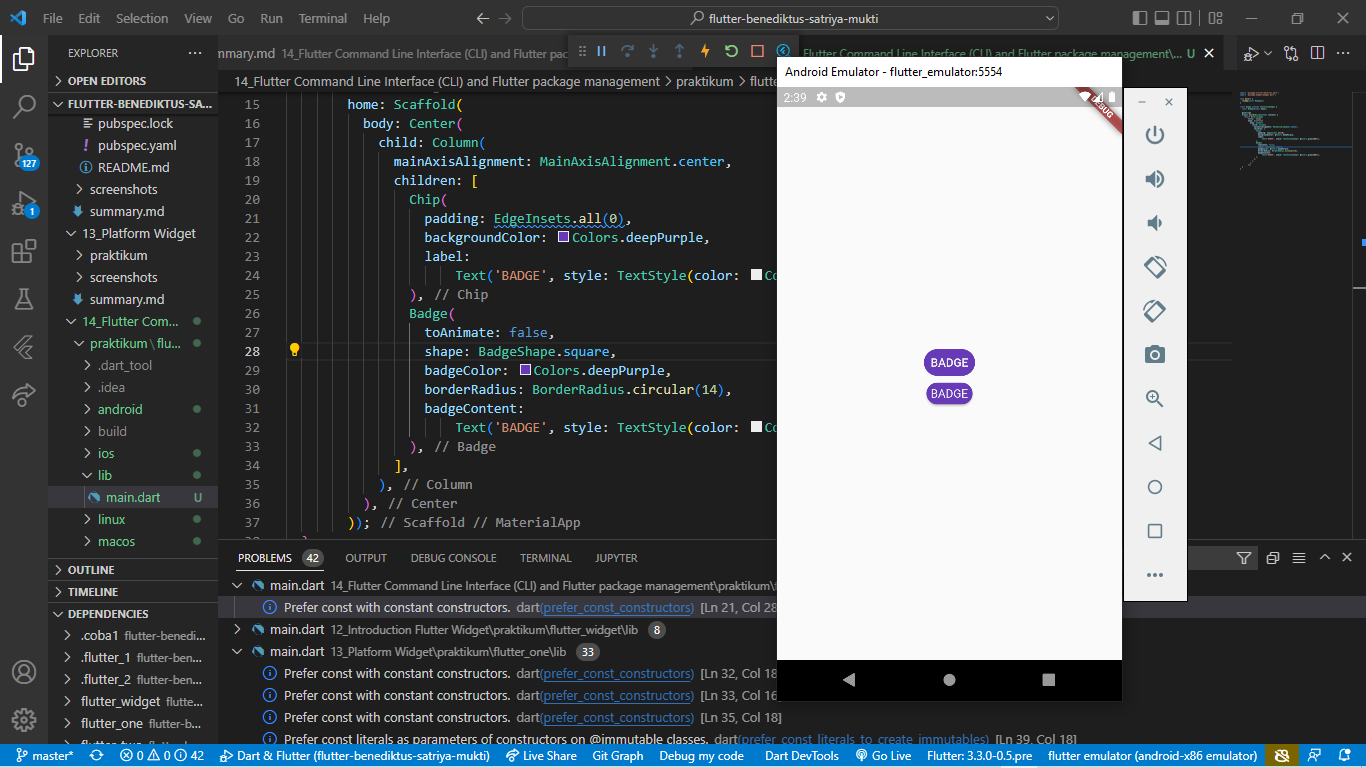 File Edit Selection View Go Run Terminal Help
flutter-benediktus-satriya-mukti
EXPLORER
OPEN EDITORS
FLUTTER-BENEDIKTUS-SA...
pubspec.lock
pubspec.yaml
README.md
screenshots
summary.md
13_Platform Widget
praktikum
screenshots
summary.md
14_Flutter Com...
praktikum \ flu...
.dart_tool
.idea
android
build
ios
lib
main.dart U
linux
macos
OUTLINE
TIMELINE
DEPENDENCIES
.coba1 flutter-benedi...
.flutter_1 flutter-ben...
.flutter_2 flutter-ben...
flutter_widget flutte...
flutter_one flutter-b...
127
1
mmary.md 14_Flutter Command Line Interface (CLI) and Flutter pac
Flutter Command Line Interface (CLI) and Flutter package management\... U
14_Flutter Command Line Interface (CLI) and Flutter package management > praktikum > flu
15 home: Scaffold(
16 body: Center(
17 child: Column(
18 mainAxisAlignment: MainAxisAlignment.center,
19 children: [
20 Chip(
21 padding: EdgeInsets.all(0),
22 backgroundColor: Colors.deepPurple,
23 label:
24 Text('BADGE', style: TextStyle(color: Co
25 ), // Chip
26 Badge(
27 toAnimate: false,
28 shape: BadgeShape.square,
29 badgeColor: Colors.deepPurple,
30 borderRadius: BorderRadius.circular(14),
31 badgeContent:
32 Text('BADGE', style: TextStyle(color: Co
33 ), // Badge
34 ],
35 ), // Column
36 ), // Center
37 )); // Scaffold // MaterialApp
Android Emulator - flutter_emulator:5554
2:39
DEBUG
BADGE
BADGE
PROBLEMS 42 OUTPUT DEBUG CONSOLE TERMINAL JUPYTER
main.dart 14_Flutter Command Line Interface (CLI) and Flutter package management\praktikum\
Prefer const with constant constructors. dart(prefer_const_constructors) [Ln 21, Col 28
main.dart 12_Introduction Flutter Widget\praktikum\flutter_widget\lib 8
main.dart 13_Platform Widget\praktikum\flutter_one\lib 33
Prefer const with constant constructors. dart(prefer_const_constructors) [Ln 32, Col 18
Prefer const with constant constructors. dart(prefer_const_constructors) [Ln 33, Col 16
Prefer const with constant constructors. dart(prefer_const_constructors) [Ln 35, Col 18]
Prefer const literals as parameters of constructors on @immutable classes. dart(prefer_const_literals_to_create_immutables) [Ln 39, Col 18]
master* 0 0 42 Dart & Flutter (flutter-benediktus-satriya-mukti) Live Share Git Graph Debug my code Dart DevTools Go Live Flutter: 3.3.0-0.5.pre flutter emulator (android-x86 emulator)